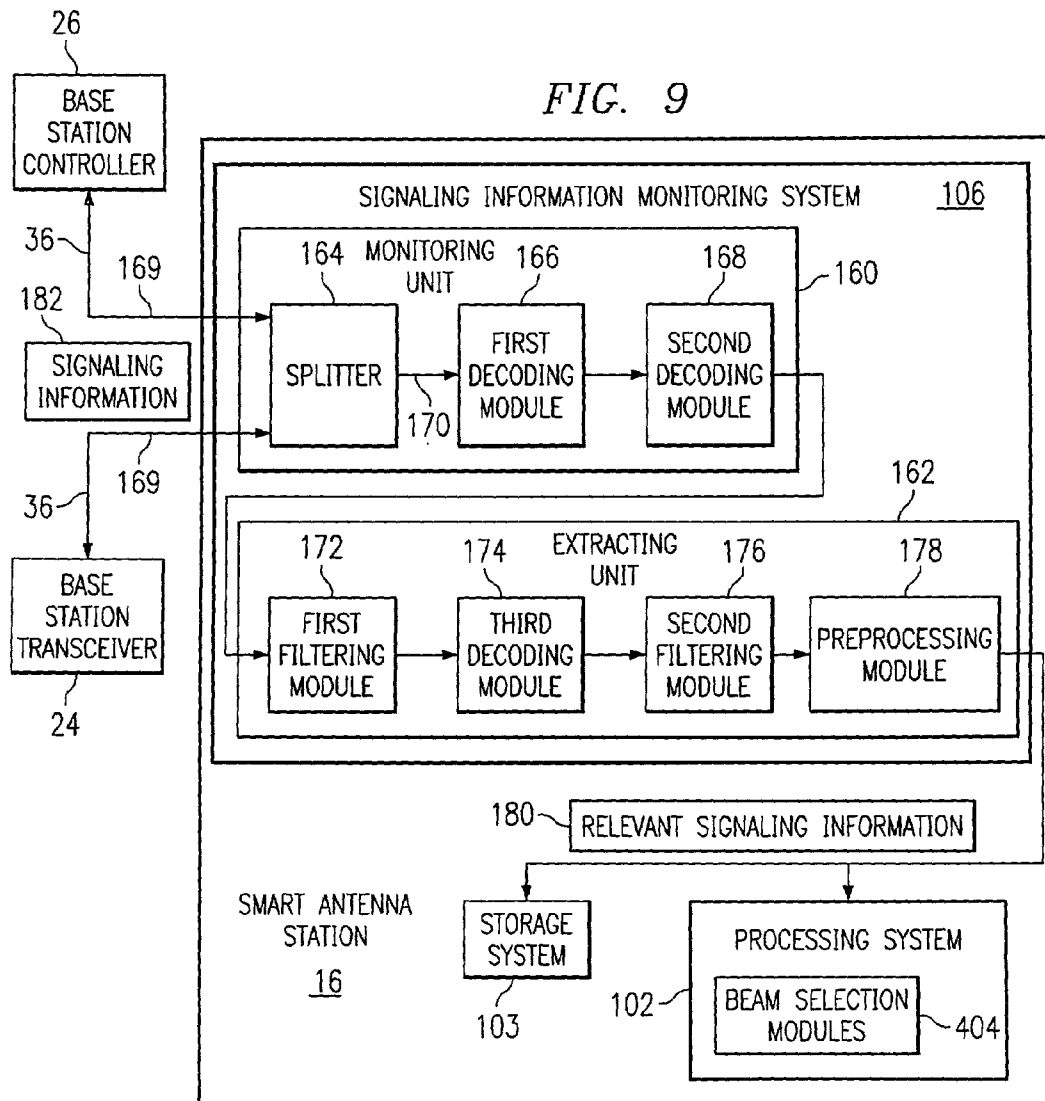 26
BASE
STATION
CONTROLLER
FIG. 9
SIGNALING INFORMATION MONITORING SYSTEM
106
36
169
182
SIGNALING
INFORMATION
MONITORING
UNIT
164
166
168
160
SPLITTER
170
FIRST
DECODING
MODULE
SECOND
DECODING
MODULE
169
36
BASE
STATION
TRANSCEIVER
24
162
EXTRACTING
UNIT
172
174
176
178
FIRST
FILTERING
MODULE
THIRD
DECODING
MODULE
SECOND
FILTERING
MODULE
PREPROCESSING
MODULE
180
RELEVANT SIGNALING INFORMATION
SMART ANTENNA
STATION
16
STORAGE
SYSTEM
103
PROCESSING SYSTEM
102
BEAM SELECTION
MODULES
404